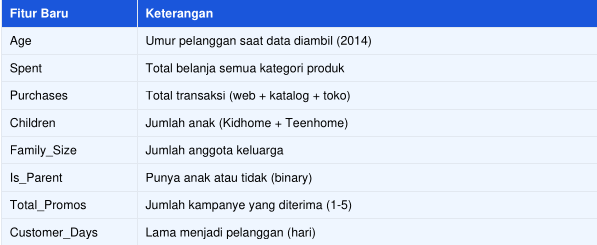 Fitur Baru Keterangan
Age Umur pelanggan saat data diambil (2014)
Spent Total belanja semua kategori produk
Purchases Total transaksi (web + katalog + toko)
Children Jumlah anak (Kidhome + Teenhome)
Family_Size Jumlah anggota keluarga
Is_Parent Punya anak atau tidak (binary)
Total_Promos Jumlah kampanye yang diterima (1-5)
Customer_Days Lama menjadi pelanggan (hari)